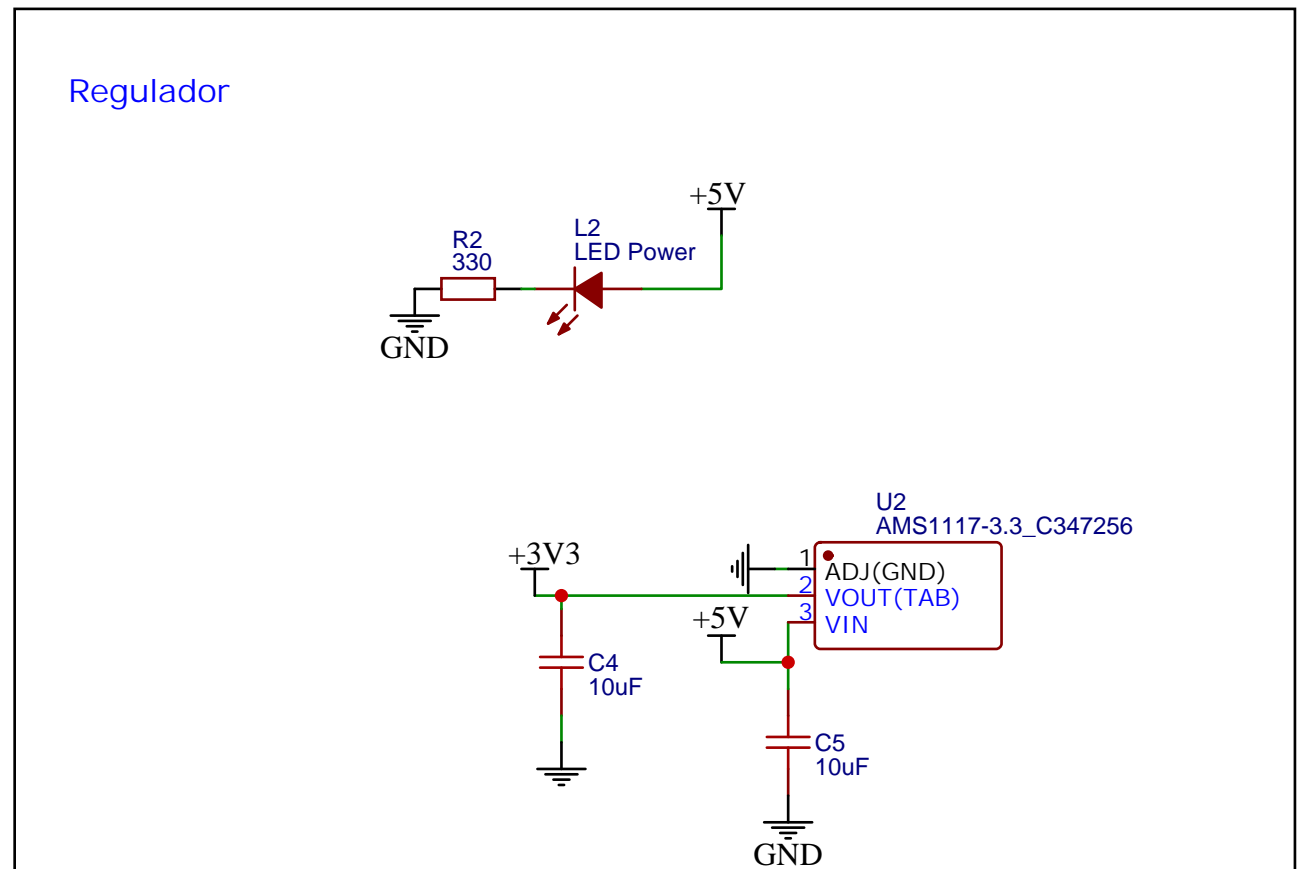 Regulador
+5V
L2
LED Power
R2
330
GND
U2
AMS1117-3.3_C347256
+3V3
1
ADJ(GND)
2
VOUT(TAB)
+5V
3
VIN
C4
10uF
C5
10uF
GND